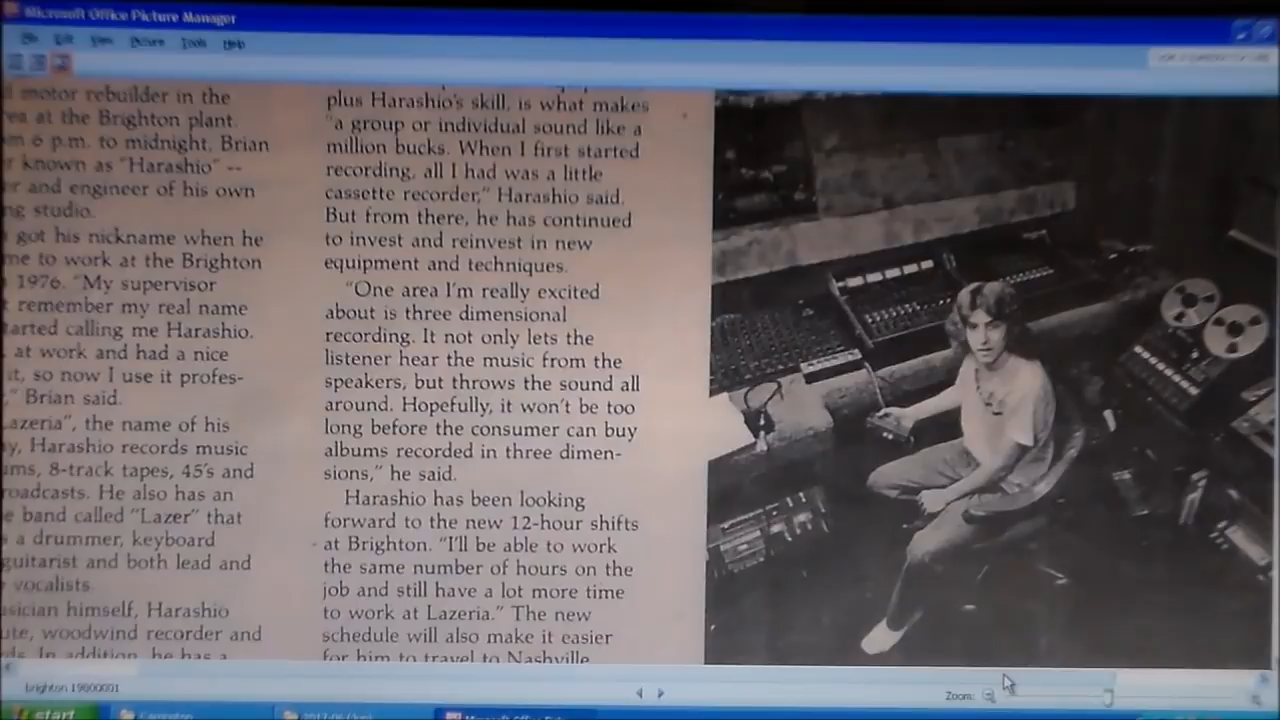 Microsoft Office Picture Manager
File Edit View Picture Tools Help
motor rebuilder in the
at the Brighton plant.
6 p.m. to midnight, Brian
known as "Harashio" --
and engineer of his own
studio.
got his nickname when he
to work at the Brighton
1976. "My supervisor
remember my real name
started calling me Harashio.
at work and had a nice
so now I use it profes-
" Brian said.
Lazeria", the name of his
Harashio records music
8-track tapes, 45's and
broadcasts. He also has an
band called "Lazer" that
a drummer, keyboard
guitarist and both lead and
vocalists.
himself, Harashio
woodwind recorder and
In addition, he has a
plus Harashio's skill, is what makes
"a group or individual sound like a
million bucks. When I first started
recording, all I had was a little
cassette recorder," Harashio said.
But from there, he has continued
to invest and reinvest in new
equipment and techniques.
"One area I'm really excited
about is three dimensional
recording. It not only lets the
listener hear the music from the
speakers, but throws the sound all
around. Hopefully, it won't be too
long before the consumer can buy
albums recorded in three dimen-
sions," he said.
Harashio has been looking
forward to the new 12-hour shifts
at Brighton. "I'll be able to work
the same number of hours on the
job and still have a lot more time
to work at Lazeria." The new
schedule will also make it easier
for him to travel to Nashville
brighton 19800001
Zoom:
start